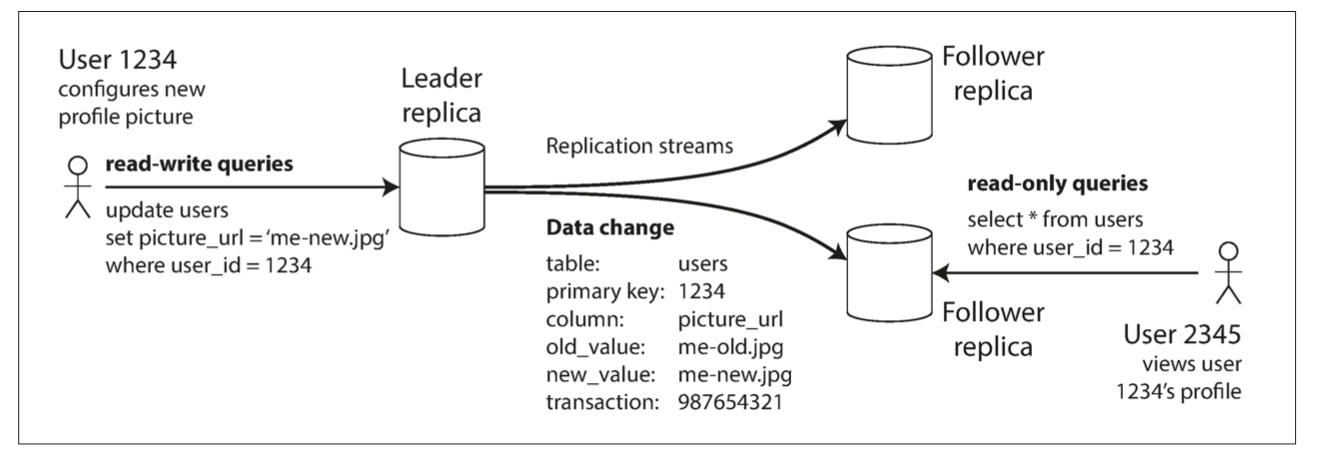 User 1234
configures new
profile picture
read-write queries
update users
set picture_url = ‘me-new.jpg’
where user_id = 1234
Leader
replica
Replication streams
Data change
table: users
primary key: 1234
column: picture_url
old_value: me-old.jpg
new_value: me-new.jpg
transaction: 987654321
Follower
replica
read-only queries
select * from users
where user_id = 1234
Follower
replica
User 2345
views user
1234’s profile